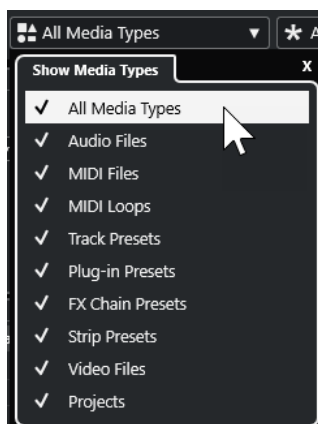 All Media Types
Show Media Types X
All Media Types
Audio Files
MIDI Files
MIDI Loops
Track Presets
Plug-in Presets
FX Chain Presets
Strip Presets
Video Files
Projects